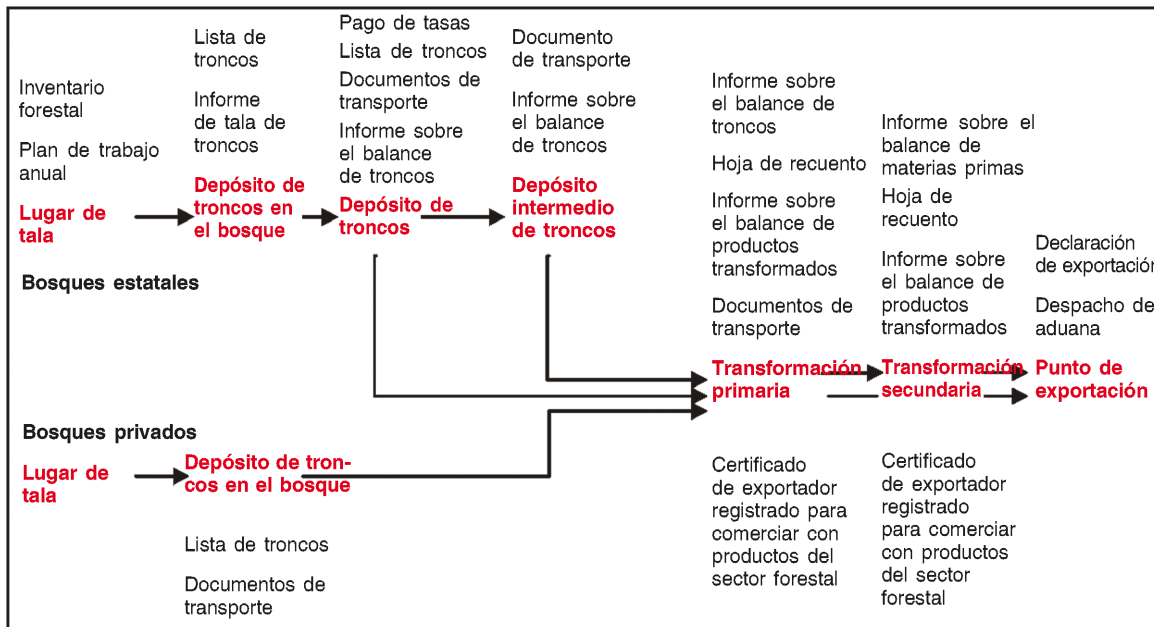 Inventario
forestal
Plan de trabajo
anual
Lugar de
tala
Lista de
troncos
Informe
de tala de
troncos
Depósito de
troncos en
el bosque
Pago de tasas
Lista de troncos
Documentos de
transporte
Informe sobre
el balance
de troncos
Depósito de
troncos
Documento
de transporte
Informe sobre
el balance
de troncos
Depósito
intermedio
de troncos
Bosques estatales
Informe sobre
el balance de
troncos
Hoja de recuento
Informe sobre
el balance de
productos
transformados
Documentos de
transporte
Transformación
primaria
Informe sobre el
balance de
materias primas
Hoja de
recuento
Informe sobre
el balance de
productos
transformados
Transformación
secundaria
Declaración
de exportación
Despacho de
aduana
Punto de
exportación
Bosques privados
Lugar de
tala
Depósito de tron-
cos en el bosque
Lista de troncos
Documentos de
transporte
Certificado
de exportador
registrado para
comerciar con
productos del
sector forestal
Certificado
de exportador
registrado
para comerciar
con productos
del sector
forestal